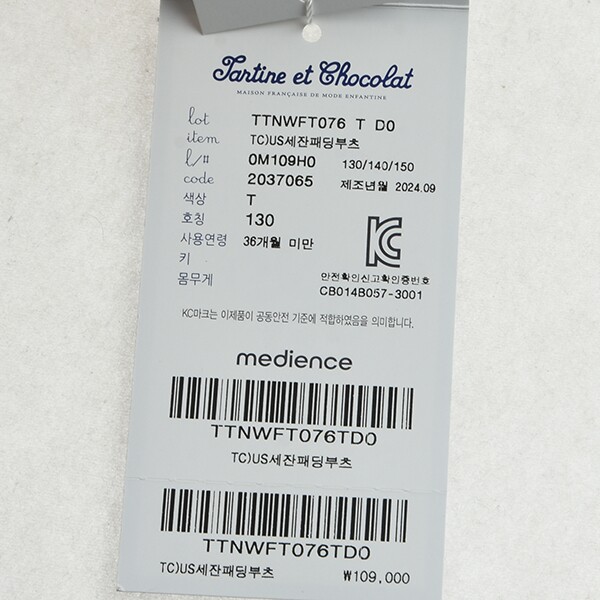 Tartine et Chocolat
MAISON FRANÇAISE DE MODE ENFANTINE
lot TTNWFT076 T D0
item TC)US세잔패딩부츠
l/# 0M109H0 130/140/150
code 2037065 제조년월 2024.09
색상 T
호칭 130
사용연령 36개월 미만
키
몸무게
안전확인신고확인증번호
CB014B057-3001
KC마크는 이제품이 공동안전 기준에 적합하였음을 의미합니다.
medience
TTNWFT076TD0
TC)US세잔패딩부츠
TTNWFT076TD0
TC)US세잔패딩부츠 ₩109,000